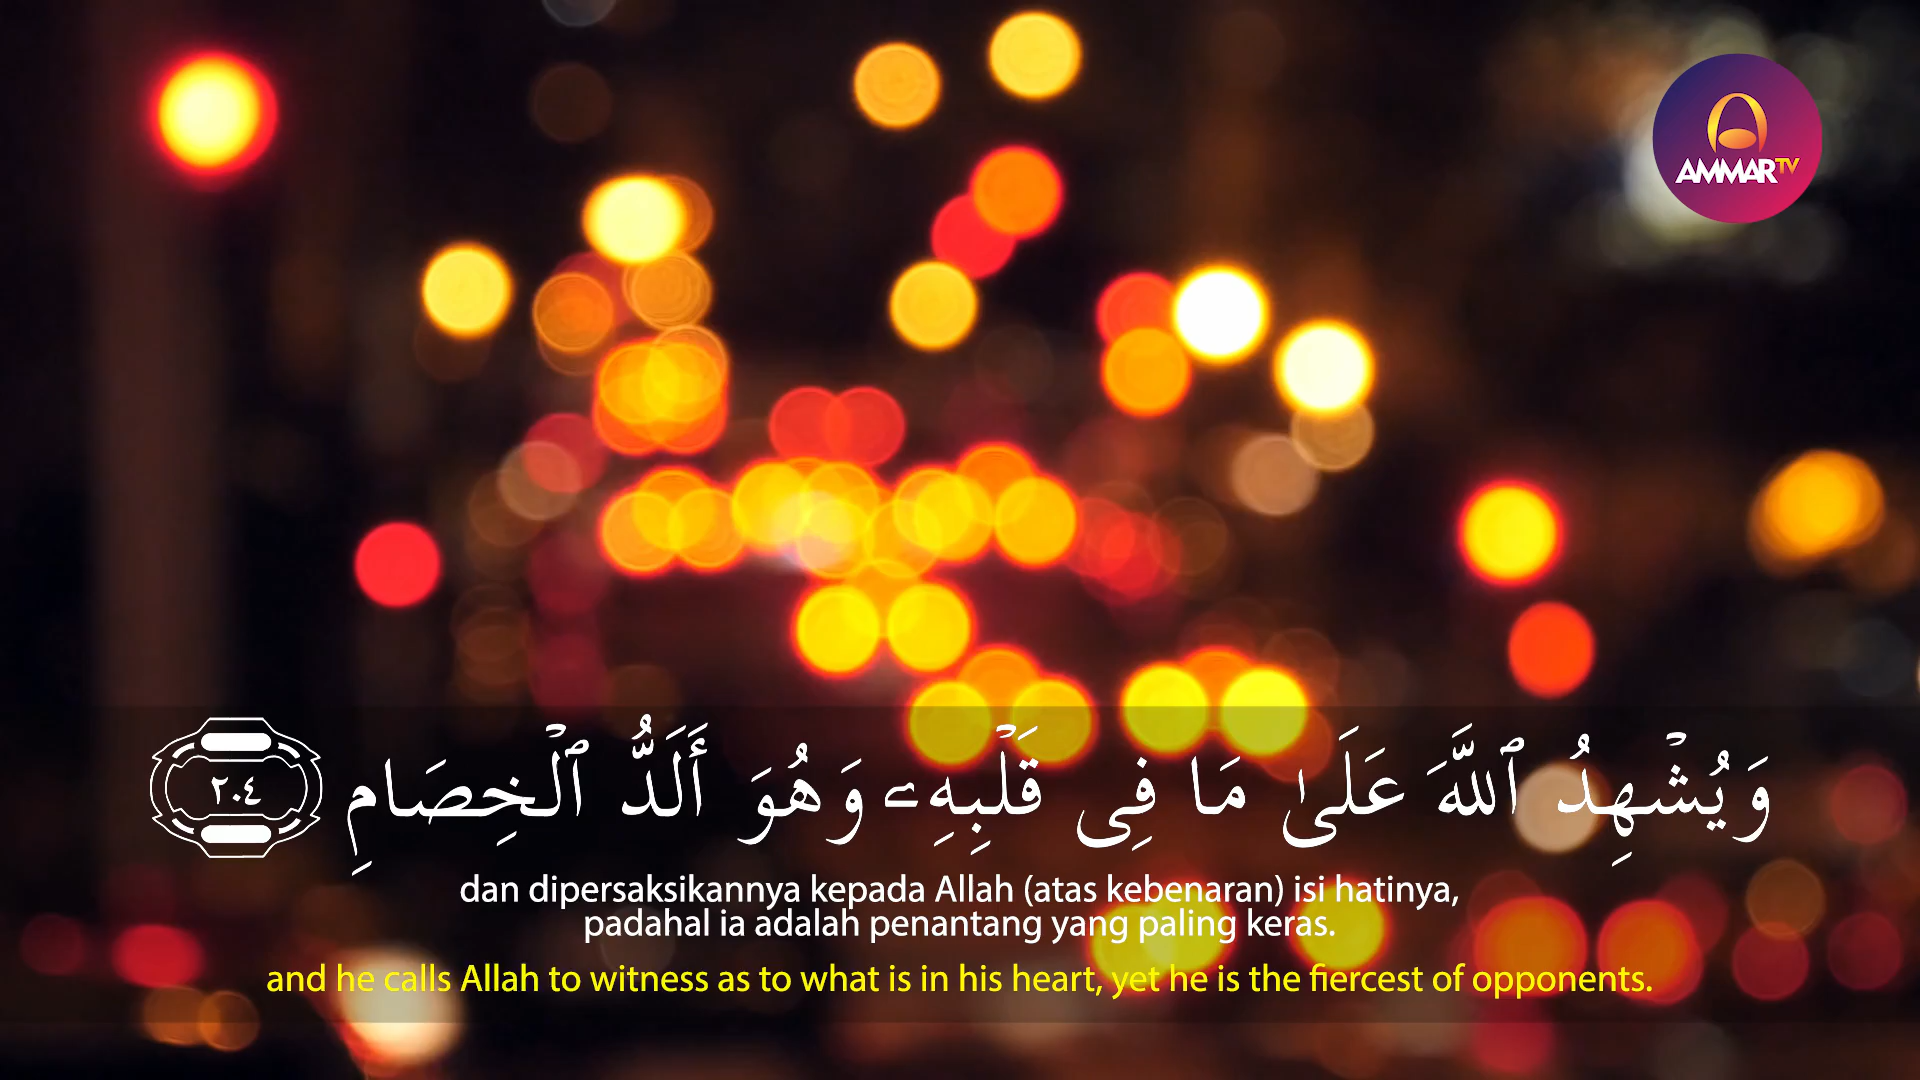 AMMARTV
وَيُشْهِدُ ٱللَّهَ عَلَىٰ مَا فِى قَلْبِهِۦ وَهُوَ أَلَدُّ ٱلْخِصَامِ ٢٠٤
dan dipersaksikannya kepada Allah (atas kebenaran) isi hatinya,
padahal ia adalah penantang yang paling keras.
and he calls Allah to witness as to what is in his heart, yet he is the fiercest of opponents.